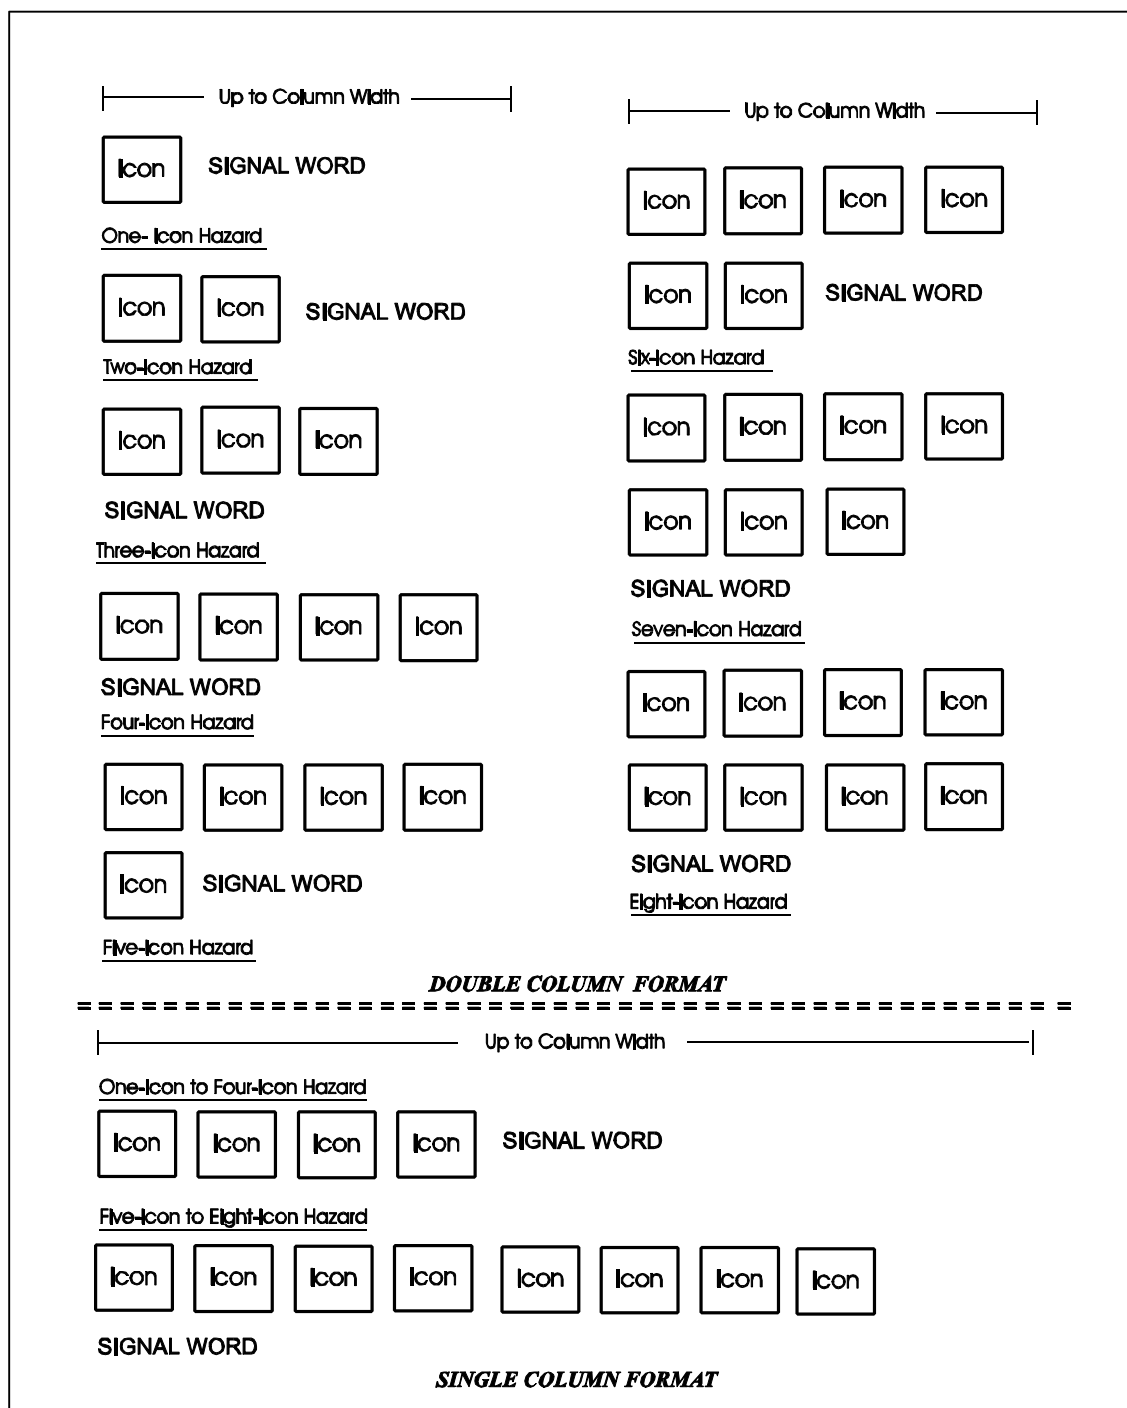 Up to Column Width
Icon SIGNAL WORD
One- Icon Hazard
Icon Icon SIGNAL WORD
Two-Icon Hazard
Icon Icon Icon
SIGNAL WORD
Three-Icon Hazard
Icon Icon Icon Icon
SIGNAL WORD
Four-Icon Hazard
Icon Icon Icon Icon
Icon SIGNAL WORD
Five-Icon Hazard
Up to Column Width
Icon Icon Icon Icon
Icon Icon SIGNAL WORD
Six-Icon Hazard
Icon Icon Icon Icon
Icon Icon Icon
SIGNAL WORD
Seven-Icon Hazard
Icon Icon Icon Icon
Icon Icon Icon Icon
SIGNAL WORD
Eight-Icon Hazard
DOUBLE COLUMN FORMAT
Up to Column Width
One-Icon to Four-Icon Hazard
Icon Icon Icon Icon SIGNAL WORD
Five-Icon to Eight-Icon Hazard
Icon Icon Icon Icon Icon Icon Icon Icon
SIGNAL WORD
SINGLE COLUMN FORMAT